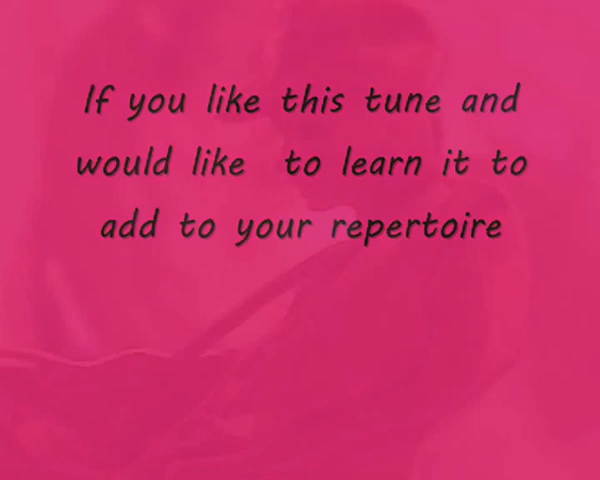 If you like this tune and
would like to learn it to
add to your repertoire